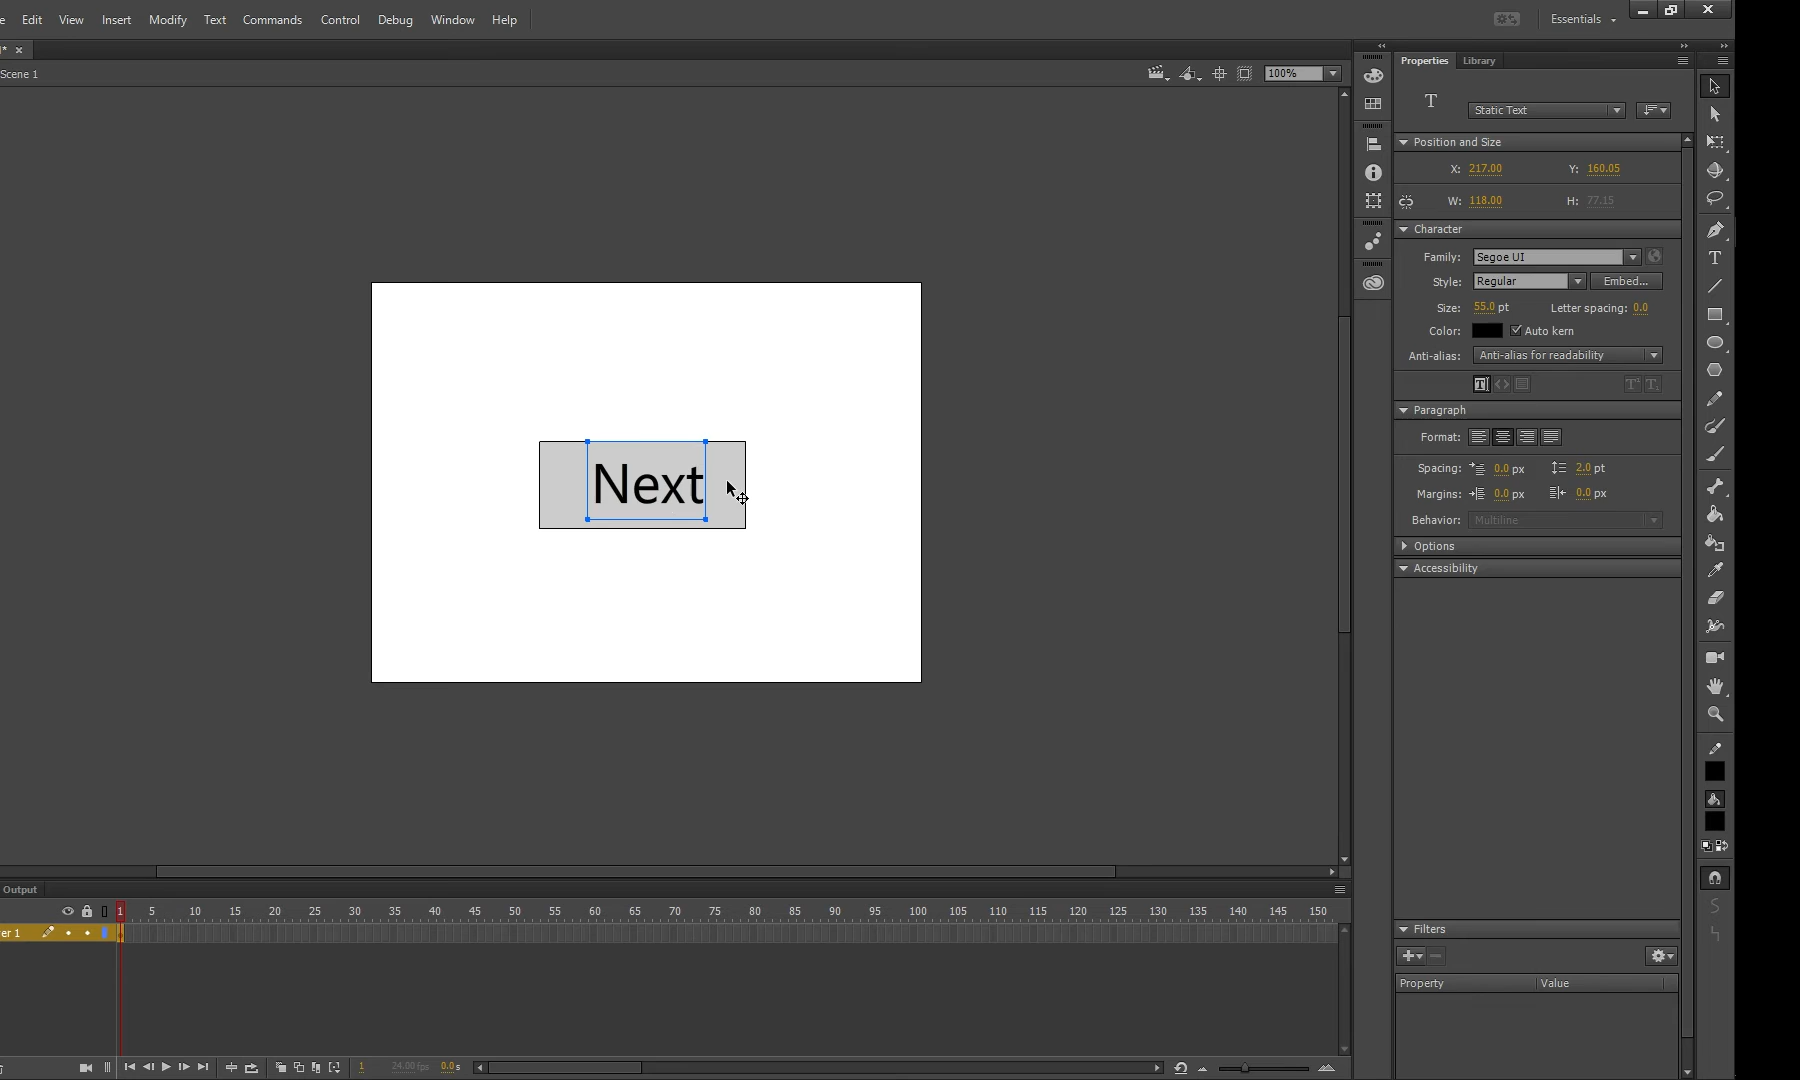 e Edit View Insert Modify Text Commands Control Debug Window Help Essentials
* ×
Scene 1 100%
Properties Library
T Static Text
Position and Size
X: 217.00 Y: 160.05
W: 118.00 H: 77.15
Character
Family: Segoe UI
Style: Regular Embed...
Size: 55.0 pt Letter spacing: 0.0
Color: Auto kern
Anti-alias: Anti-alias for readability
Paragraph
Format:
Spacing: 0.0 px 2.0 pt
Margins: 0.0 px 0.0 px
Behavior: Multiline
Options
Accessibility
Next
Filters
Property Value
Output
1 5 10 15 20 25 30 35 40 45 50 55 60 65 70 75 80 85 90 95 100 105 110 115 120 125 130 135 140 145 150
er 1
1 24.00 fps 0.0 s